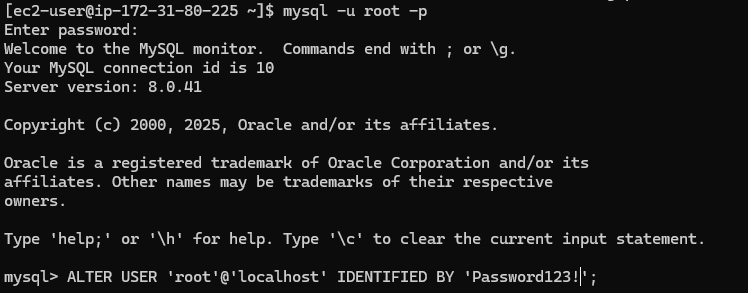 [ec2-user@ip-172-31-80-225 ~]$ mysql -u root -p
Enter password:
Welcome to the MySQL monitor.  Commands end with ; or \g.
Your MySQL connection id is 10
Server version: 8.0.41
Copyright (c) 2000, 2025, Oracle and/or its affiliates.
Oracle is a registered trademark of Oracle Corporation and/or its
affiliates. Other names may be trademarks of their respective
owners.
Type 'help;' or '\h' for help. Type '\c' to clear the current input statement.
mysql> ALTER USER 'root'@'localhost' IDENTIFIED BY 'Password123!';